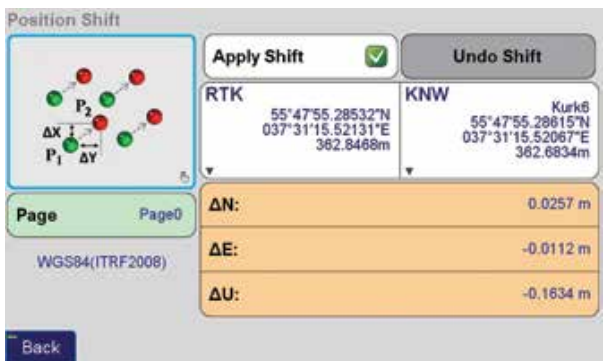 Position Shift
Apply Shift
Undo Shift
P₂
ΔX
P₁ ΔY
RTK
55°47'55.28532"N
037°31'15.52131"E
362.8468m
KNW
Kurk6
55°47'55.28615"N
037°31'15.52067"E
362.6834m
Page Page0
WGS84(ITRF2008)
ΔN: 0.0257 m
ΔE: -0.0112 m
ΔU: -0.1634 m
Back